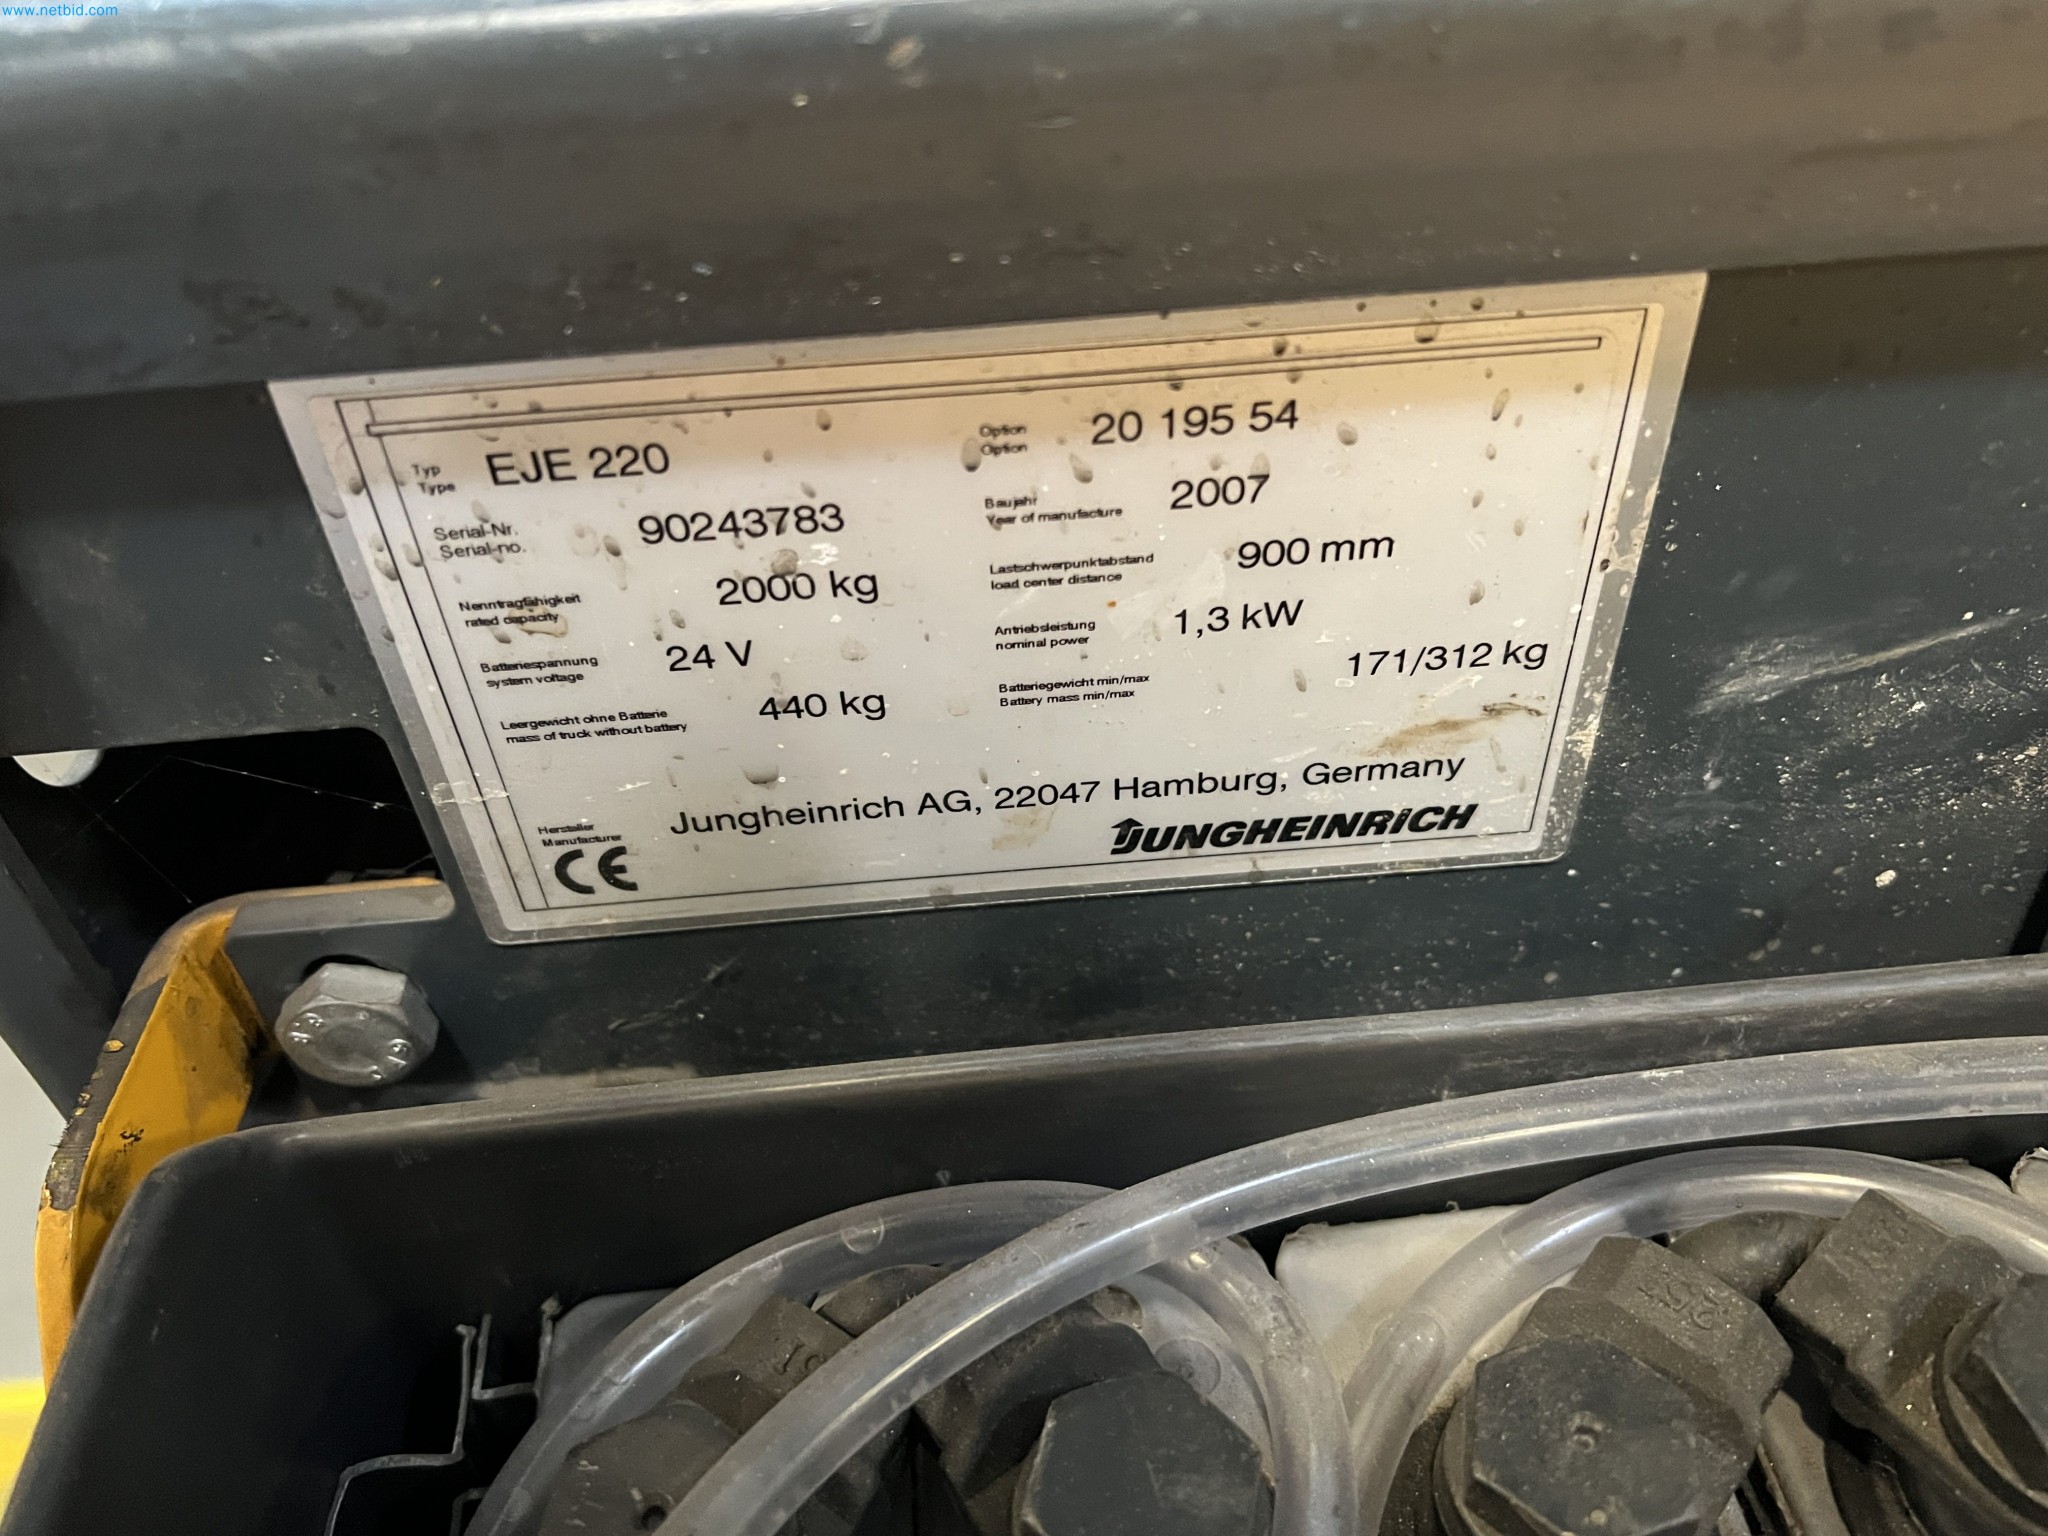 www.netbid.com
Typ
Type
EJE 220
Option
Option
20 195 54
Serial-Nr.
Serial-no.
90243783
Baujahr
Year of manufacture
2007
Nenntragfähigkeit
rated capacity
2000 kg
Lastschwerpunktabstand
load center distance
900 mm
Batteriespannung
system voltage
24 V
Antriebsleistung
nominal power
1,3 kW
Leergewicht ohne Batterie
mass of truck without battery
440 kg
Batteriegewicht min/max
Battery mass min/max
171/312 kg
Hersteller
Manufacturer
Jungheinrich AG, 22047 Hamburg, Germany
CE
JUNGHEINRICH